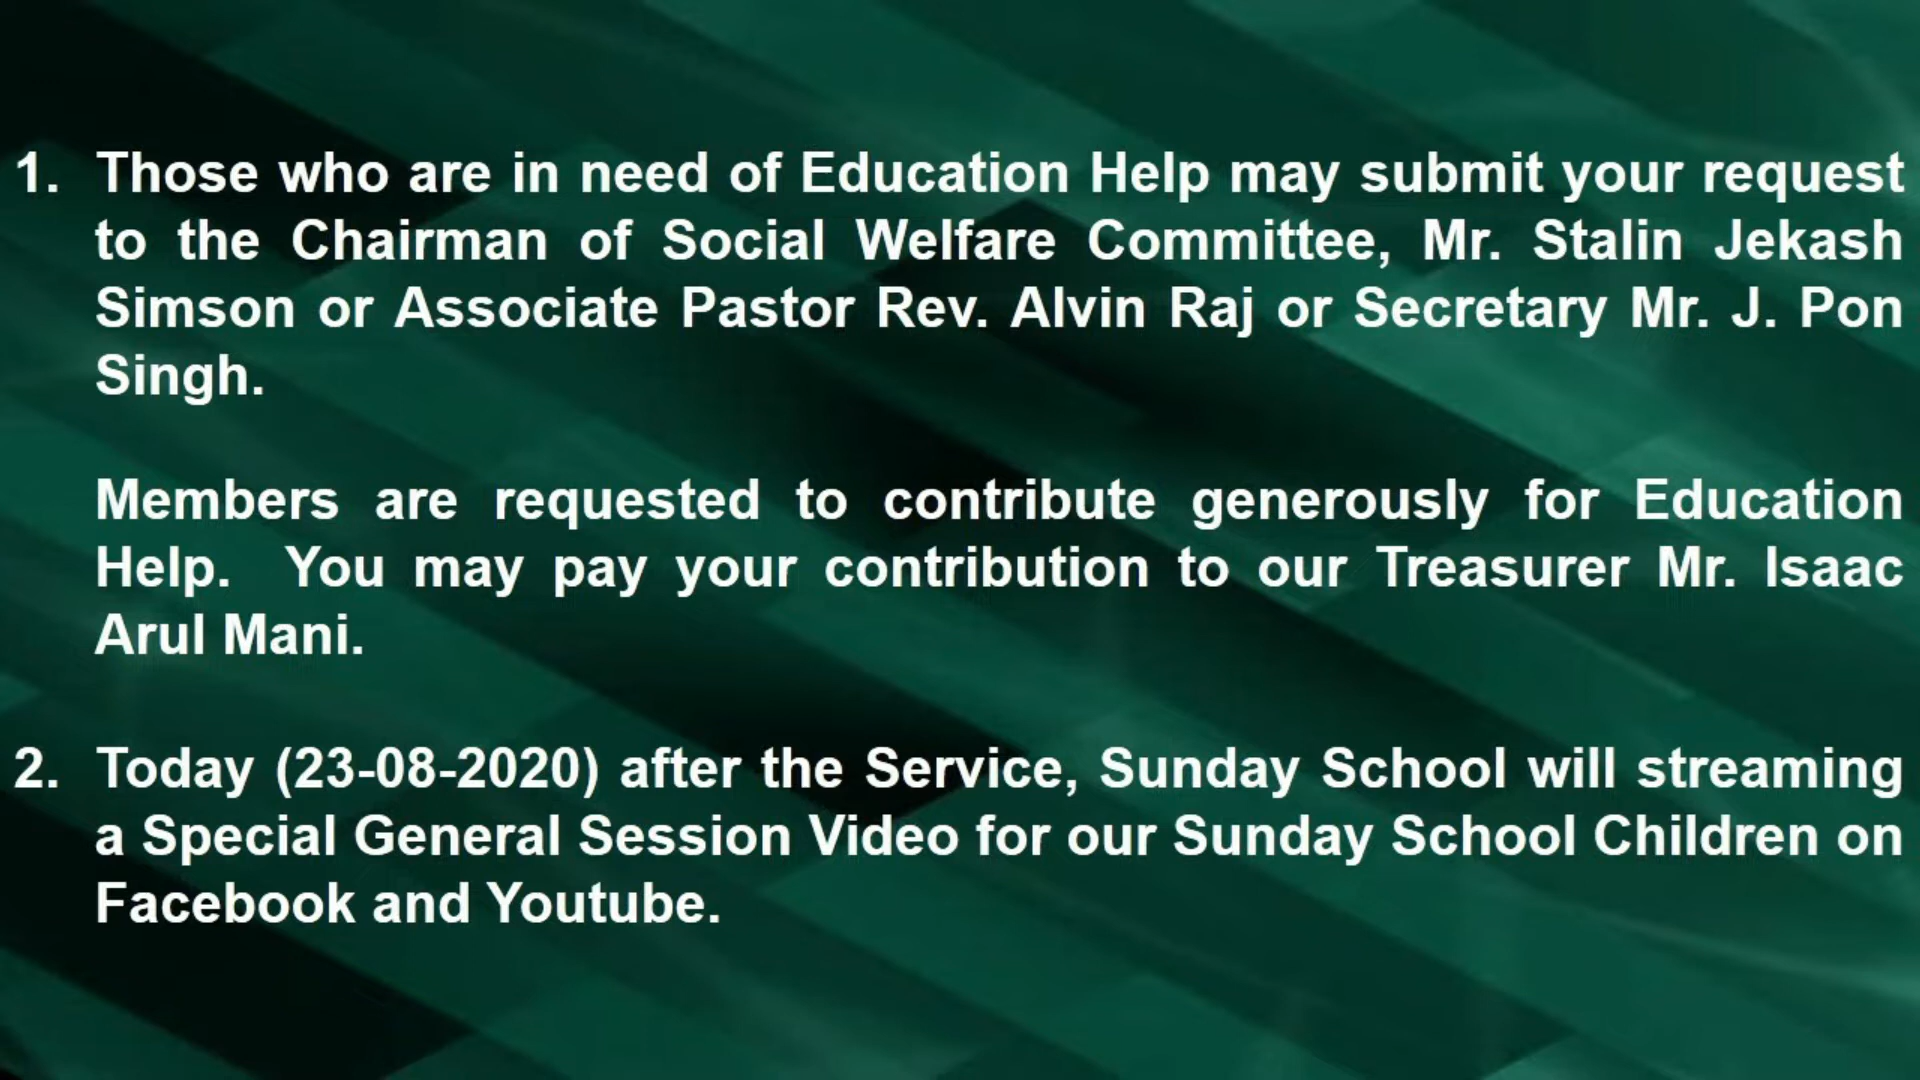 1. Those who are in need of Education Help may submit your request
to the Chairman of Social Welfare Committee, Mr. Stalin Jekash
Simson or Associate Pastor Rev. Alvin Raj or Secretary Mr. J. Pon
Singh.
Members are requested to contribute generously for Education
Help. You may pay your contribution to our Treasurer Mr. Isaac
Arul Mani.
2. Today (23-08-2020) after the Service, Sunday School will streaming
a Special General Session Video for our Sunday School Children on
Facebook and Youtube.